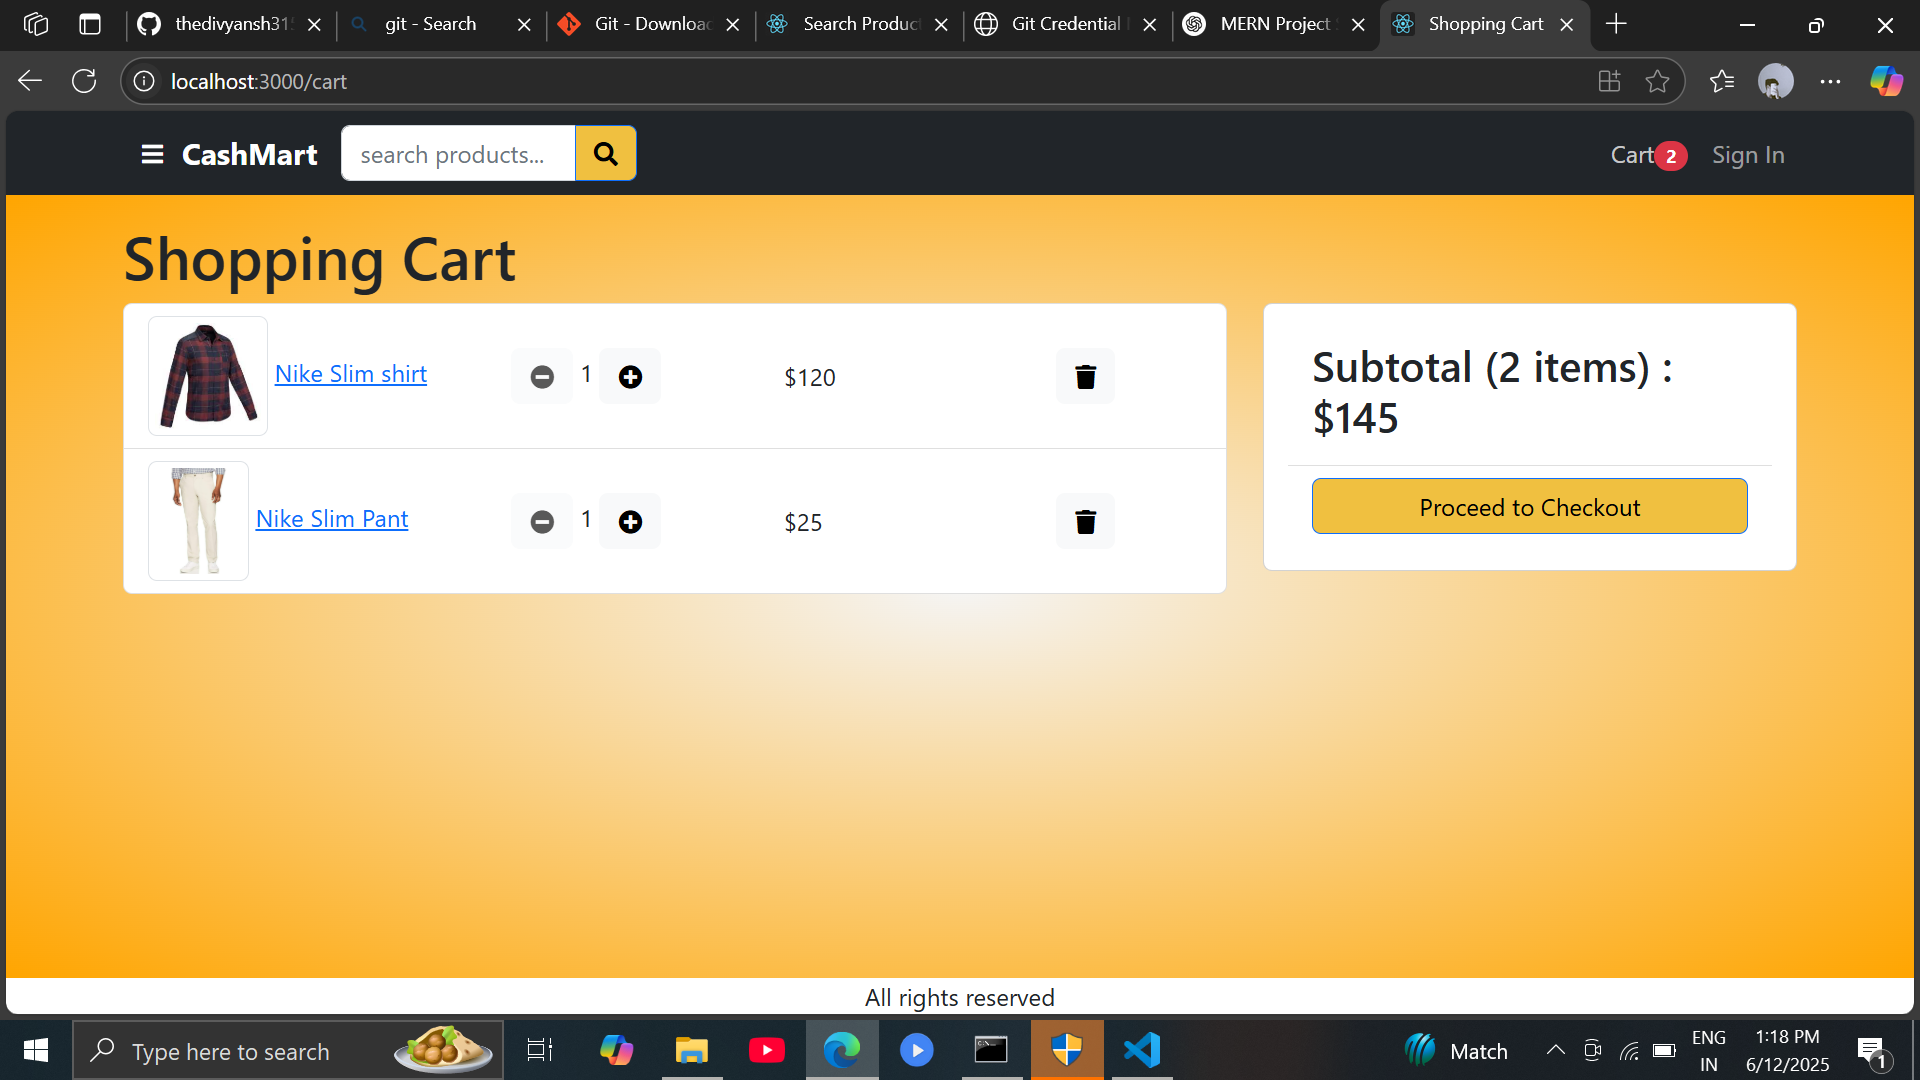 thedivyansh31
git - Search
Git - Downloa
Search Produc
Git Credential
MERN Project
Shopping Cart
localhost:3000/cart
CashMart
search products...
Cart 2
Sign In
Shopping Cart
Nike Slim shirt
1
$120
Nike Slim Pant
1
$25
Subtotal (2 items) :
$145
Proceed to Checkout
All rights reserved
Type here to search
Match
ENG
IN
1:18 PM
6/12/2025
1